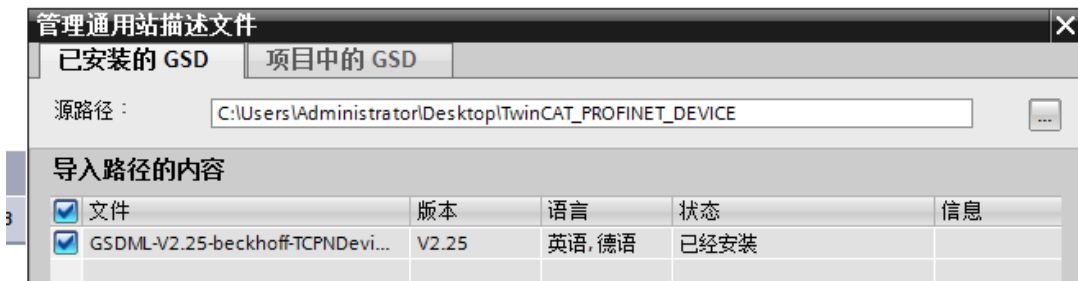 管理通用站描述文件
已安装的 GSD 项目中的 GSD
源路径： C:\Users\Administrator\Desktop\TwinCAT_PROFINET_DEVICE ...
导入路径的内容
文件 版本 语言 状态 信息
GSDML-V2.25-beckhoff-TCPNDevi... V2.25 英语, 德语 已经安装